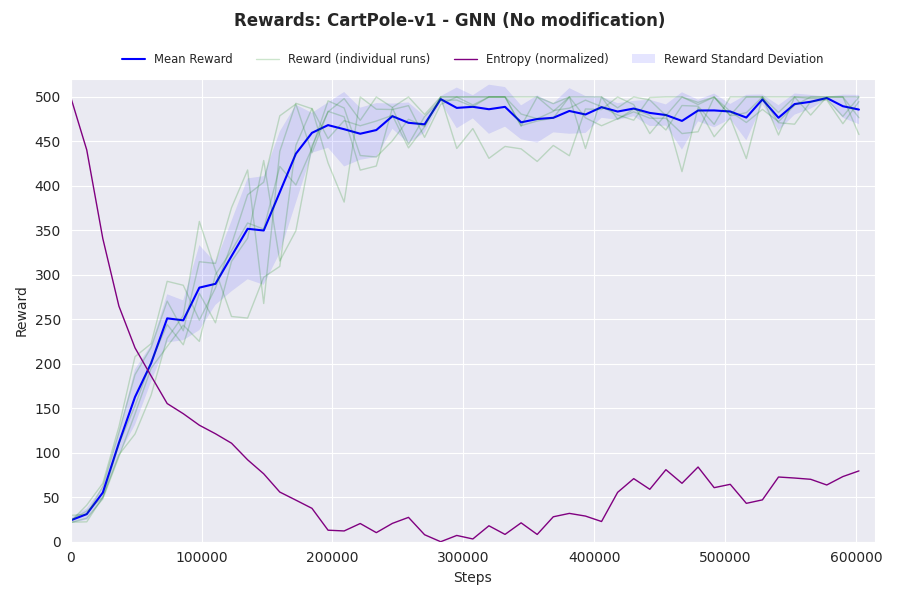 Rewards: CartPole-v1 - GNN (No modification)
Mean Reward
Reward (individual runs)
Entropy (normalized)
Reward Standard Deviation
500
450
400
350
300
250
200
150
100
50
0
Reward
0
100000
200000
300000
400000
500000
600000
Steps